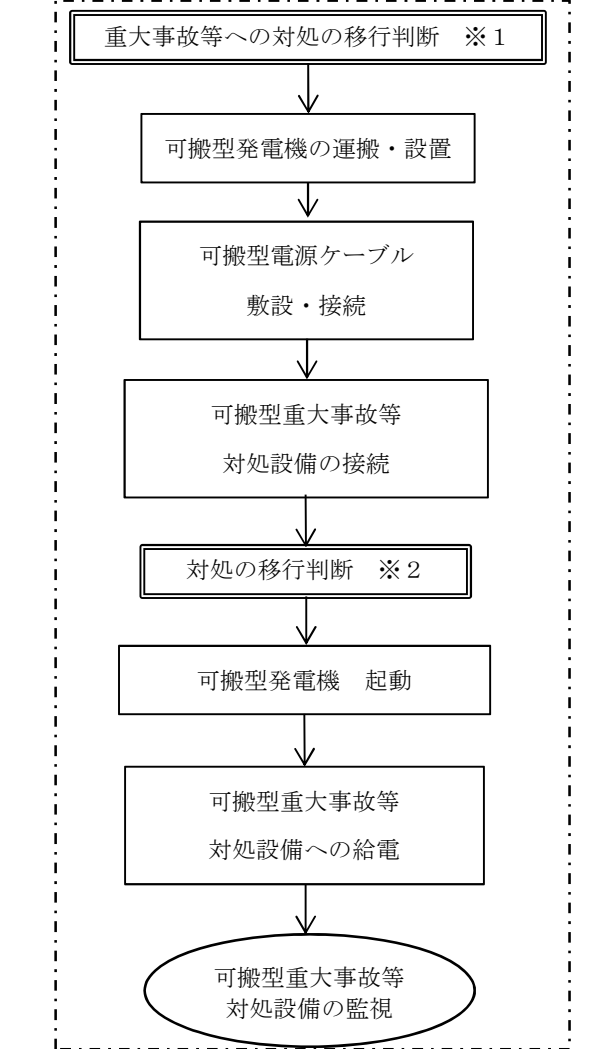 重大事故等への対処の移行判断　※１
可搬型発電機の運搬・設置
可搬型電源ケーブル
敷設・接続
可搬型重大事故等
対処設備の接続
対処の移行判断　※２
可搬型発電機　起動
可搬型重大事故等
対処設備への給電
可搬型重大事故等
対処設備の監視